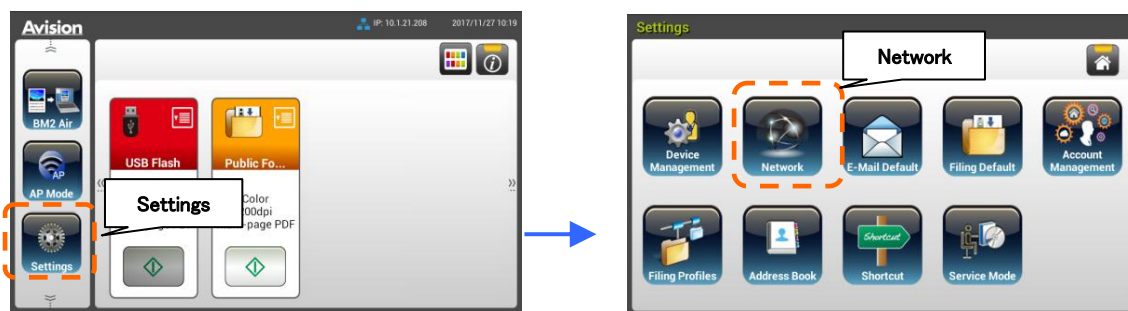 Avision
IP: 10.1.21.208 2017/11/27 10:19
BM2 Air
AP
AP Mode
Settings
USB Flash
Public Fo...
Color
200dpi
-page PDF
Settings
Settings
Network
Device
Management
Network
E-Mail Default
Filing Default
Account
Management
Filing Profiles
Address Book
Shortcut
Shortcut
Service Mode